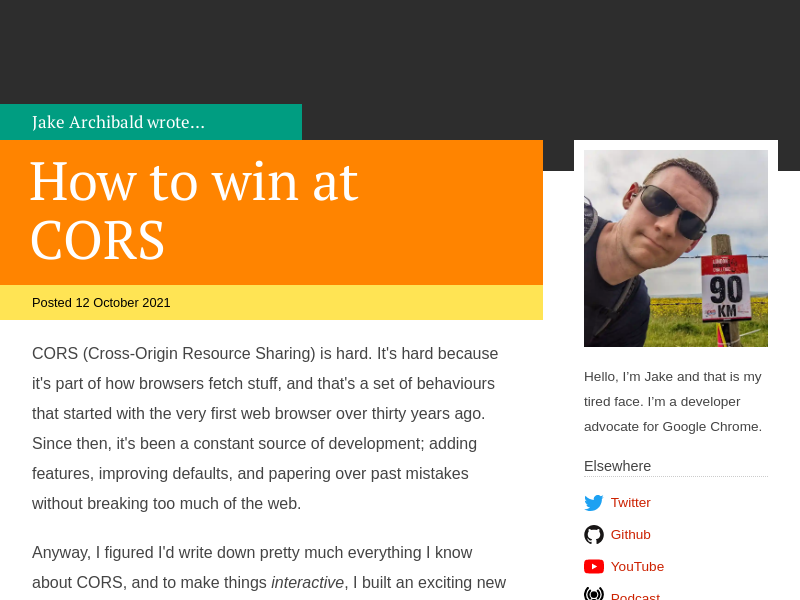 Jake Archibald wrote…
How to win at
CORS
Posted 12 October 2021
CORS (Cross-Origin Resource Sharing) is hard. It's hard because
it's part of how browsers fetch stuff, and that's a set of behaviours
that started with the very first web browser over thirty years ago.
Since then, it's been a constant source of development; adding
features, improving defaults, and papering over past mistakes
without breaking too much of the web.
Anyway, I figured I'd write down pretty much everything I know
about CORS, and to make things interactive, I built an exciting new
90
KM
Hello, I’m Jake and that is my
tired face. I’m a developer
advocate for Google Chrome.
Elsewhere
Twitter
Github
YouTube
Podcast